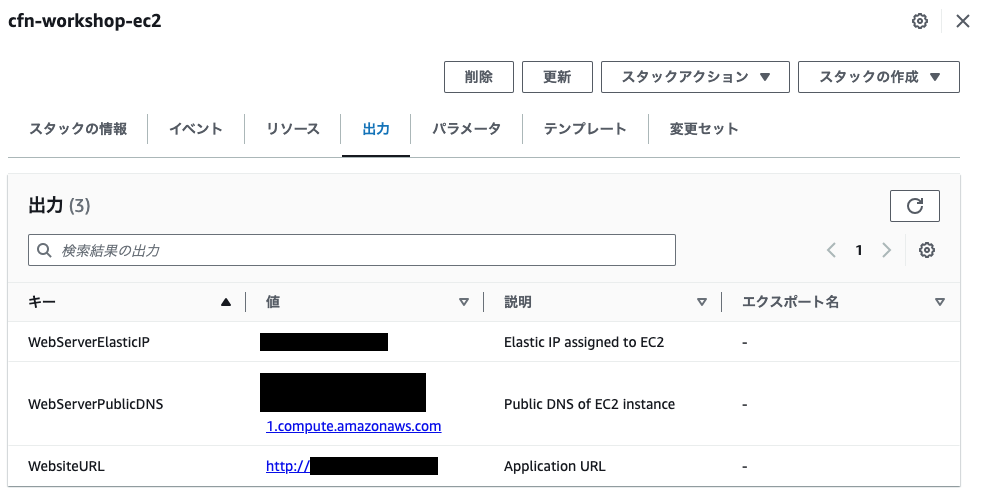 cfn-workshop-ec2
削除 更新 スタックアクション スタックの作成
スタックの情報 イベント リソース 出力 パラメータ テンプレート 変更セット
出力 (3)
検索結果の出力 1
キー 値 説明 エクスポート名
WebServerElasticIP Elastic IP assigned to EC2 -
WebServerPublicDNS Public DNS of EC2 instance -
1.compute.amazonaws.com
WebsiteURL http:// Application URL -